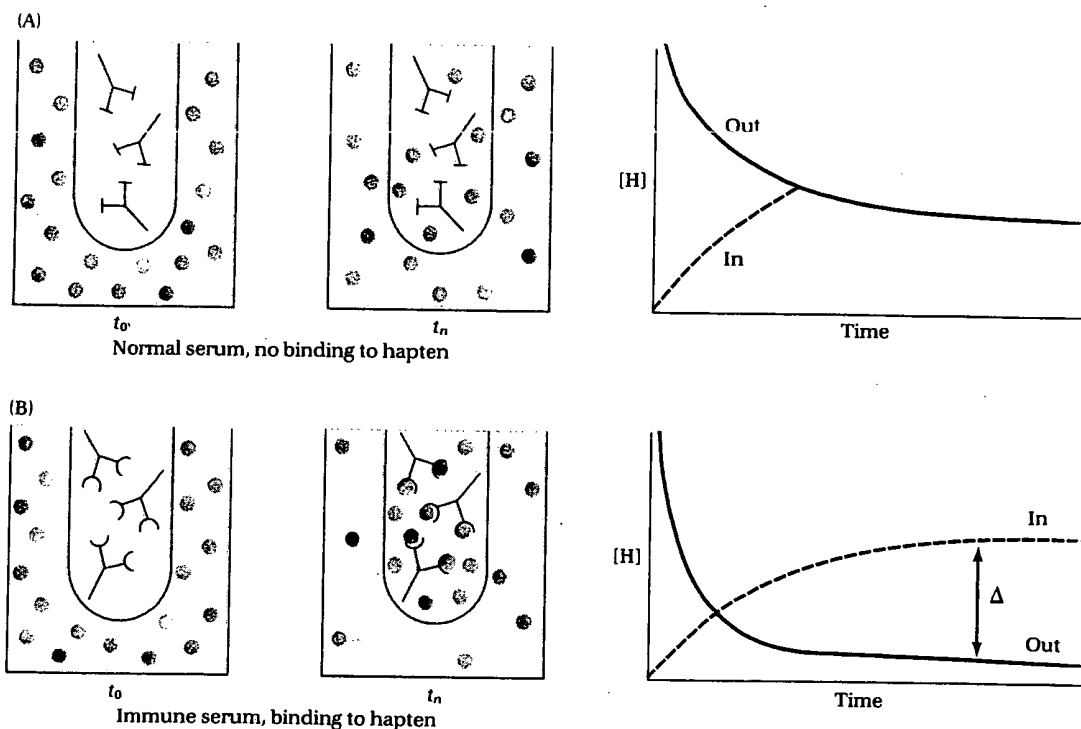 (A)
Out
[H]
In
t₀
tₙ
Time
Normal serum, no binding to hapten
(B)
In
[H]
Δ
Out
t₀
tₙ
Time
Immune serum, binding to hapten